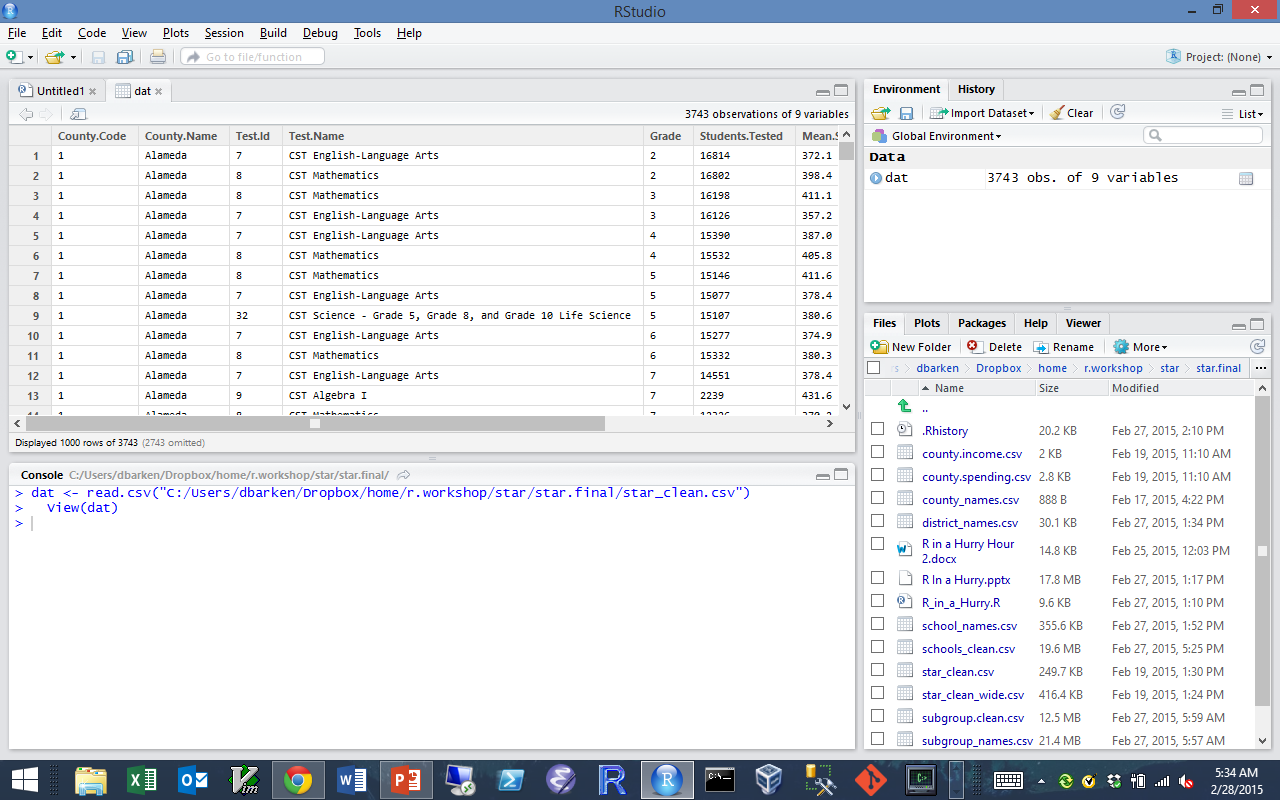 RStudio
File Edit Code View Plots Session Build Debug Tools Help
Go to file/function Project: (None)
Untitled1 dat
3743 observations of 9 variables
County.Code County.Name Test.Id Test.Name Grade Students.Tested Mean.S
1 1 Alameda 7 CST English-Language Arts 2 16814 372.1
2 1 Alameda 8 CST Mathematics 2 16802 398.4
3 1 Alameda 8 CST Mathematics 3 16198 411.1
4 1 Alameda 7 CST English-Language Arts 3 16126 357.2
5 1 Alameda 7 CST English-Language Arts 4 15390 387.0
6 1 Alameda 8 CST Mathematics 4 15532 405.8
7 1 Alameda 8 CST Mathematics 5 15146 411.6
8 1 Alameda 7 CST English-Language Arts 5 15077 378.4
9 1 Alameda 32 CST Science - Grade 5, Grade 8, and Grade 10 Life Science 5 15107 380.6
10 1 Alameda 7 CST English-Language Arts 6 15277 374.9
11 1 Alameda 8 CST Mathematics 6 15332 380.3
12 1 Alameda 7 CST English-Language Arts 7 14551 378.4
13 1 Alameda 9 CST Algebra I 7 2239 431.6
14 1 Alameda 8 CST Mathematics 7
Displayed 1000 rows of 3743 (2743 omitted)
Console C:/Users/dbarken/Dropbox/home/r.workshop/star/star.final/
> dat <- read.csv("C:/Users/dbarken/Dropbox/home/r.workshop/star/star.final/star_clean.csv")
> View(dat)
>
Environment History
Import Dataset Clear List
Global Environment
Data
dat 3743 obs. of 9 variables
Files Plots Packages Help Viewer
New Folder Delete Rename More
s dbarken Dropbox home r.workshop star star.final ...
Name Size Modified
..
.Rhistory 20.2 KB Feb 27, 2015, 2:10 PM
county.income.csv 2 KB Feb 19, 2015, 11:10 AM
county.spending.csv 2.8 KB Feb 19, 2015, 11:10 AM
county_names.csv 888 B Feb 17, 2015, 4:22 PM
district_names.csv 30.1 KB Feb 27, 2015, 1:34 PM
R in a Hurry Hour
2.docx 14.8 KB Feb 25, 2015, 12:03 PM
R In a Hurry.pptx 17.8 MB Feb 27, 2015, 1:17 PM
R_in_a_Hurry.R 9.6 KB Feb 27, 2015, 1:10 PM
school_names.csv 355.6 KB Feb 27, 2015, 1:52 PM
schools_clean.csv 19.6 MB Feb 27, 2015, 5:25 PM
star_clean.csv 249.7 KB Feb 19, 2015, 1:30 PM
star_clean_wide.csv 416.4 KB Feb 19, 2015, 1:24 PM
subgroup.clean.csv 12.5 MB Feb 27, 2015, 5:59 AM
subgroup_names.csv 21.4 MB Feb 27, 2015, 5:57 AM
5:34 AM
2/28/2015